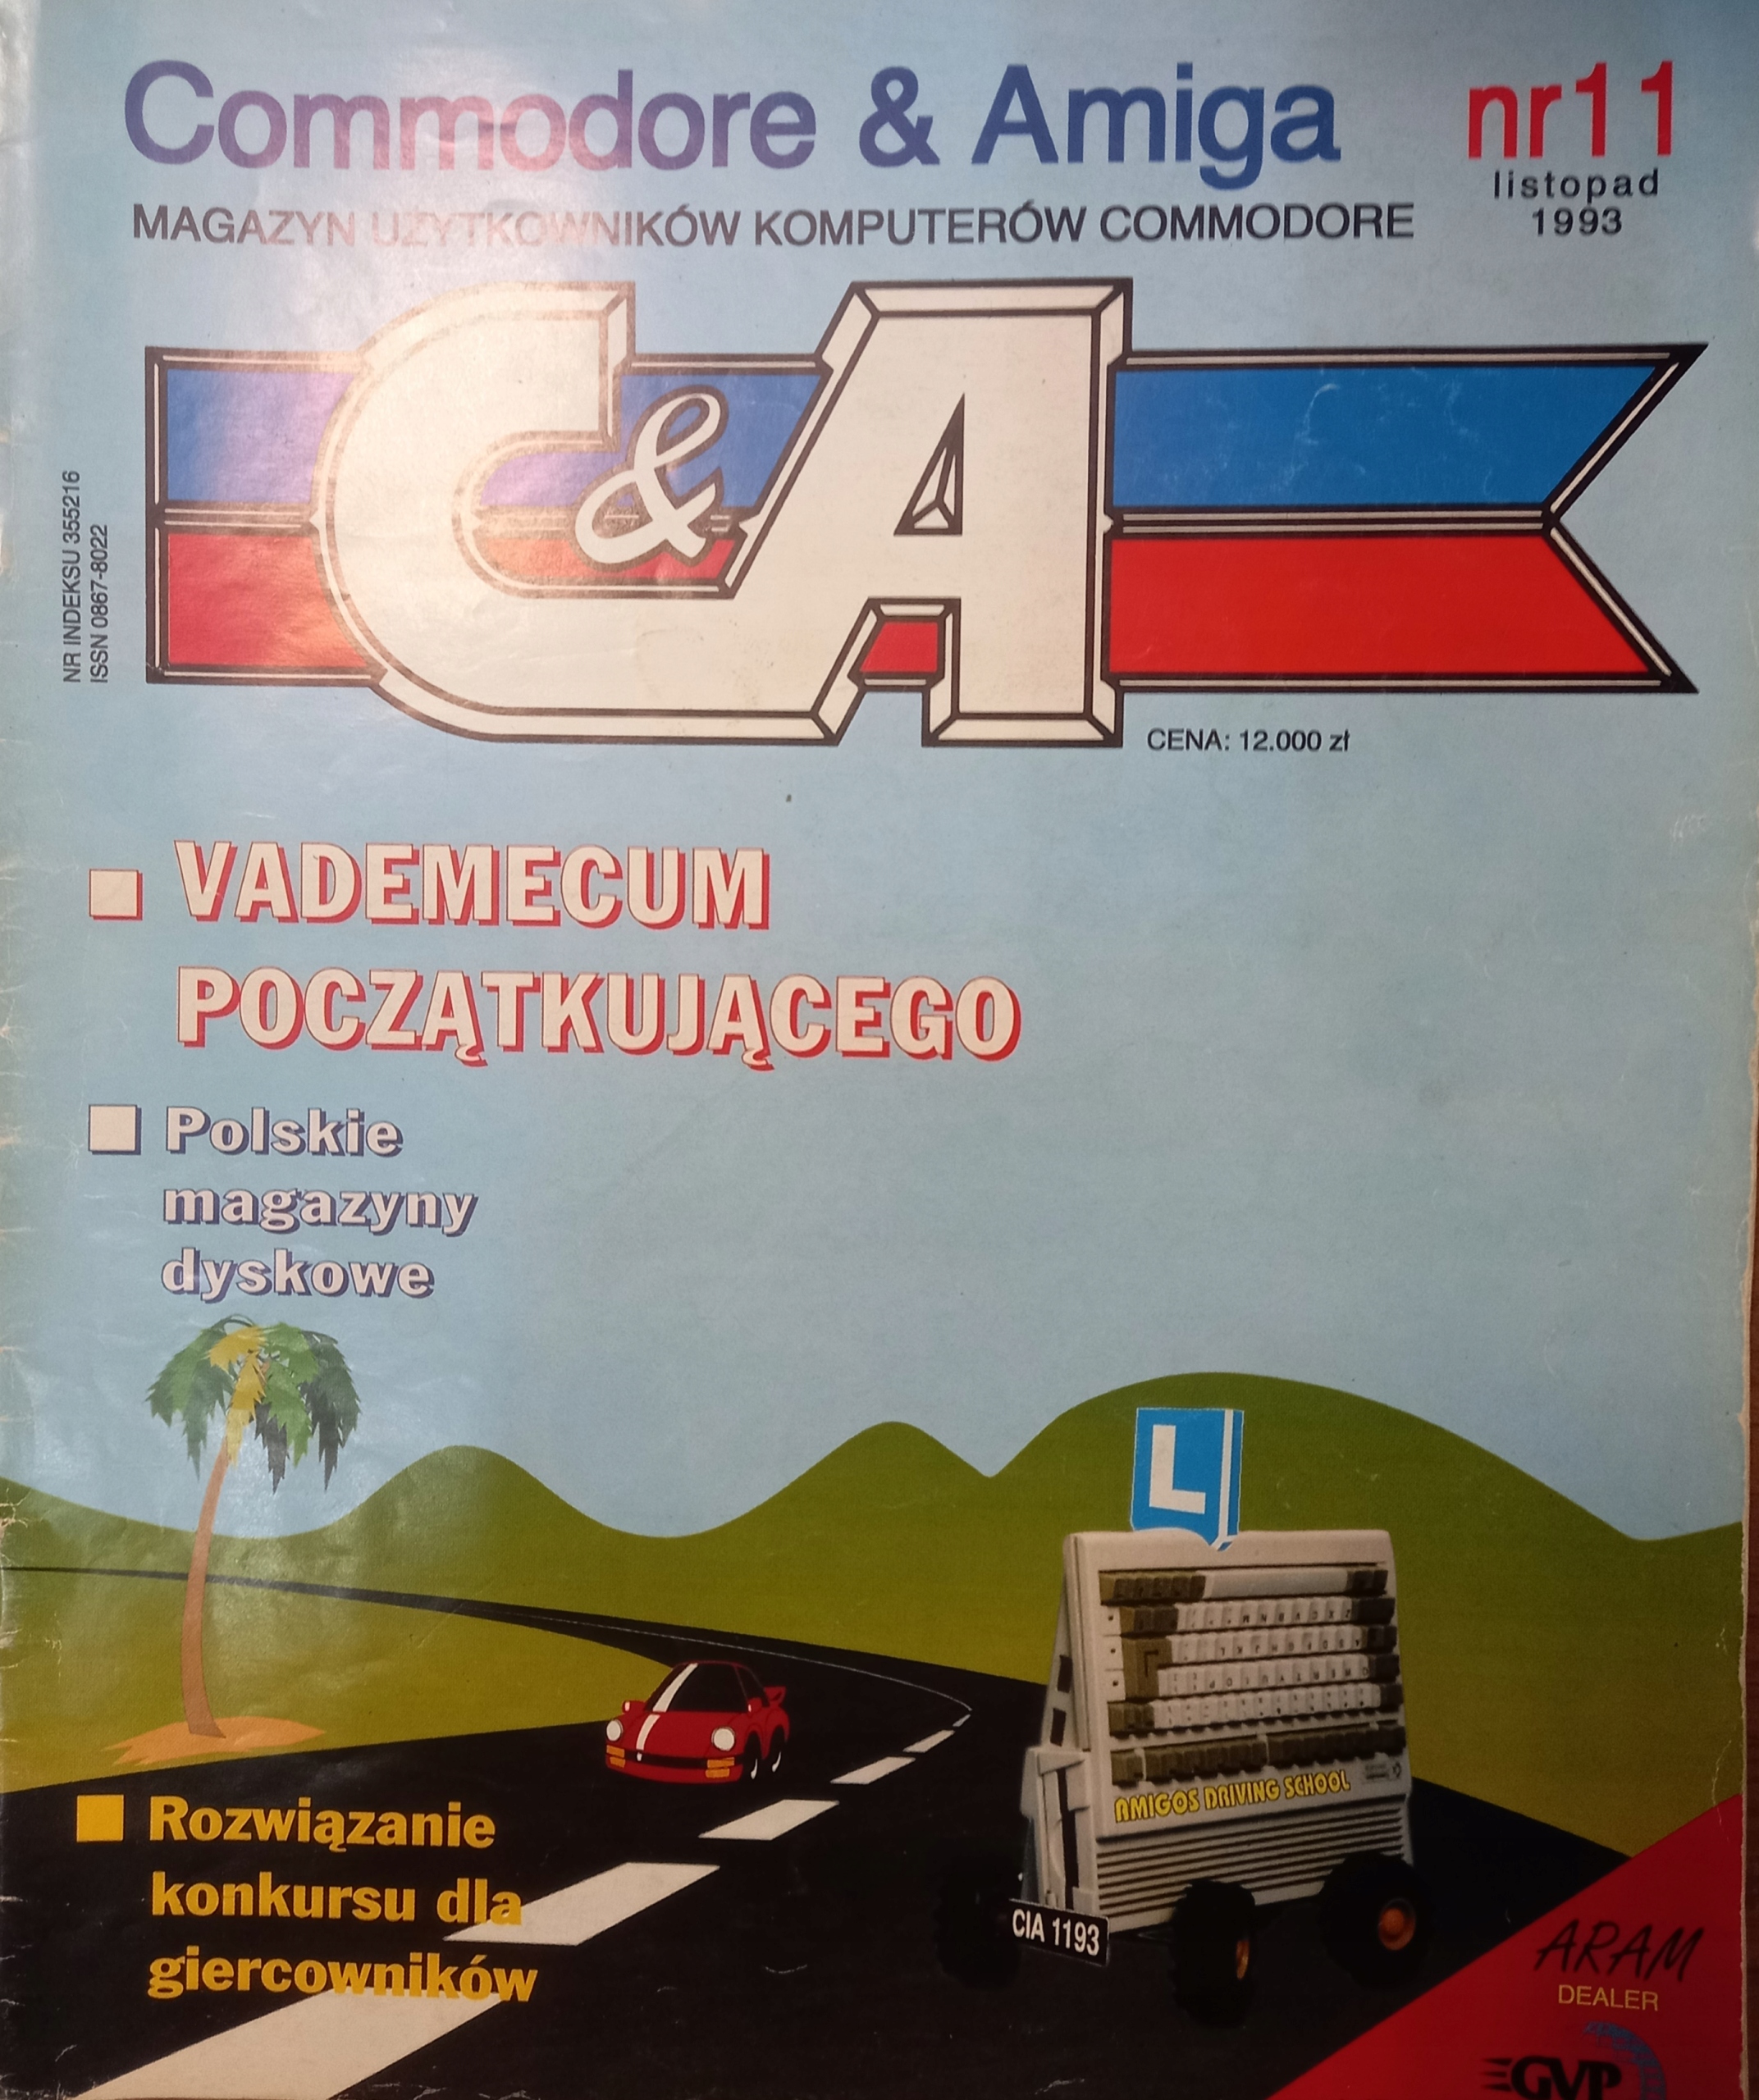 Commodore & Amiga
nr11
listopad
1993
MAGAZYN UŻYTKOWNIKÓW KOMPUTERÓW COMMODORE
C&A
NR INDEKSU 355216
ISSN 0867-8022
CENA: 12.000 zł
VADEMECUM
POCZĄTKUJĄCEGO
Polskie
magazyny
dyskowe
L
AMIGOS DRIVING SCHOOL
CIA 1193
Rozwiązanie
konkursu dla
giercowników
ARAM
DEALER
GVP